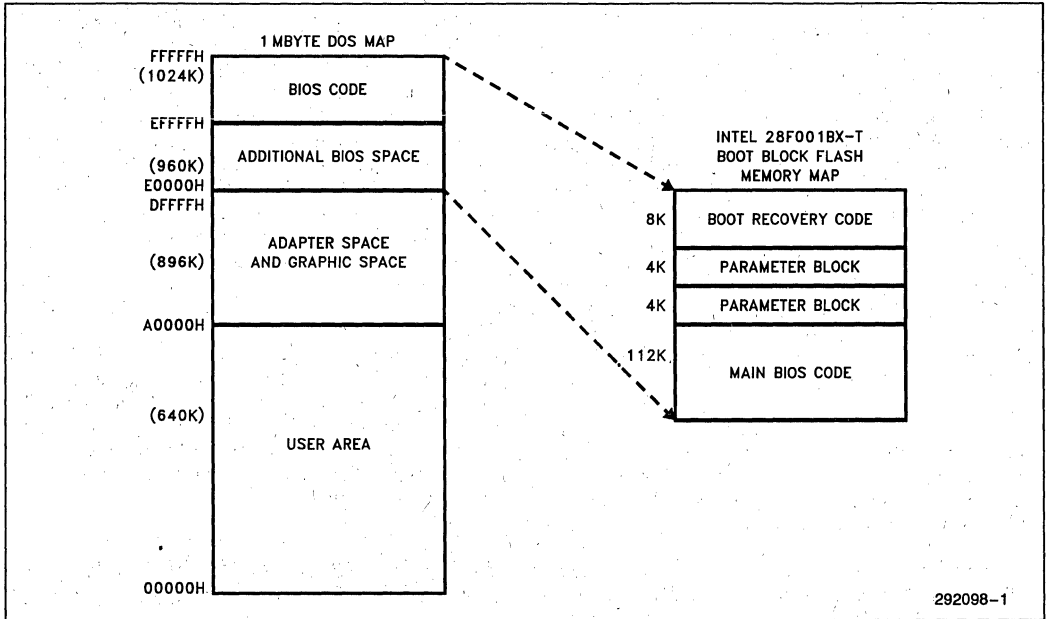 1 MBYTE DOS MAP
FFFFFH
(1024K)
BIOS CODE
EFFFFH
ADDITIONAL BIOS SPACE
(960K)
E0000H
DFFFFH
ADAPTER SPACE
AND GRAPHIC SPACE
(896K)
A0000H
(640K)
USER AREA
00000H
INTEL 28F001BX-T
BOOT BLOCK FLASH
MEMORY MAP
8K BOOT RECOVERY CODE
4K PARAMETER BLOCK
4K PARAMETER BLOCK
112K
MAIN BIOS CODE
292098-1